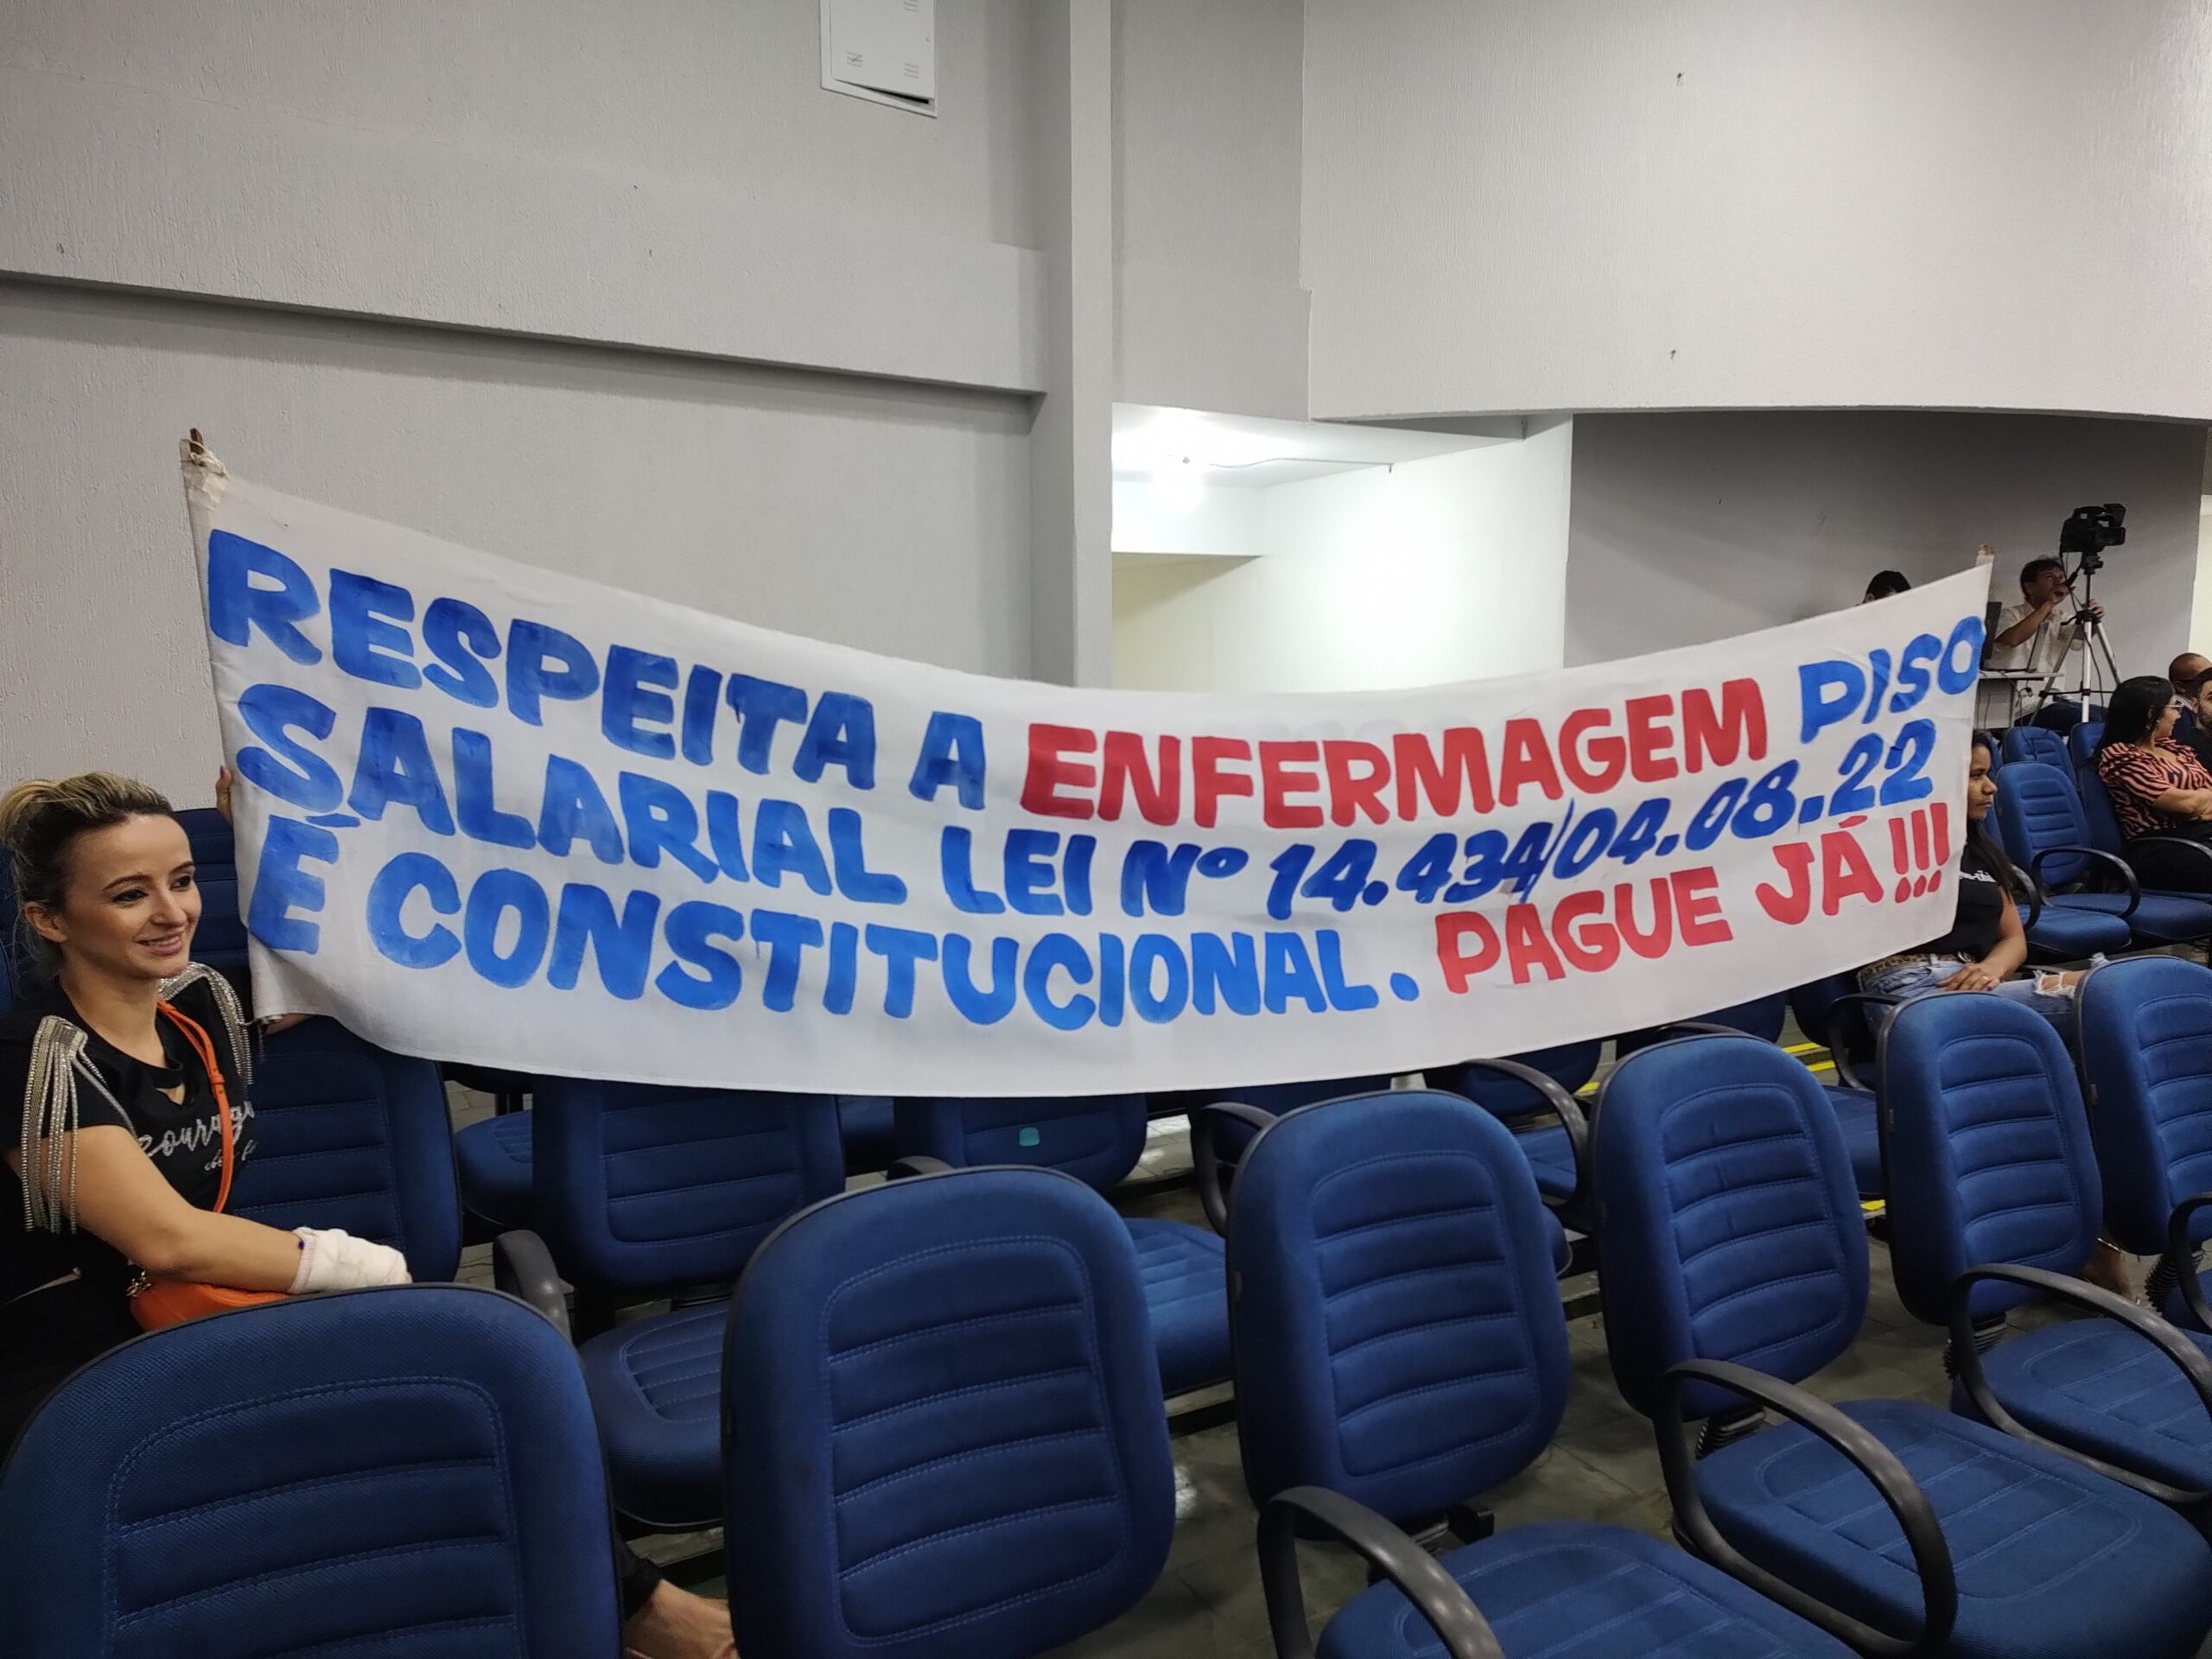 RESPEITA A ENFERMAGEM PISO
SALARIAL LEI Nº 14.434/04.08.22
É CONSTITUCIONAL. PAGUE JÁ!!!